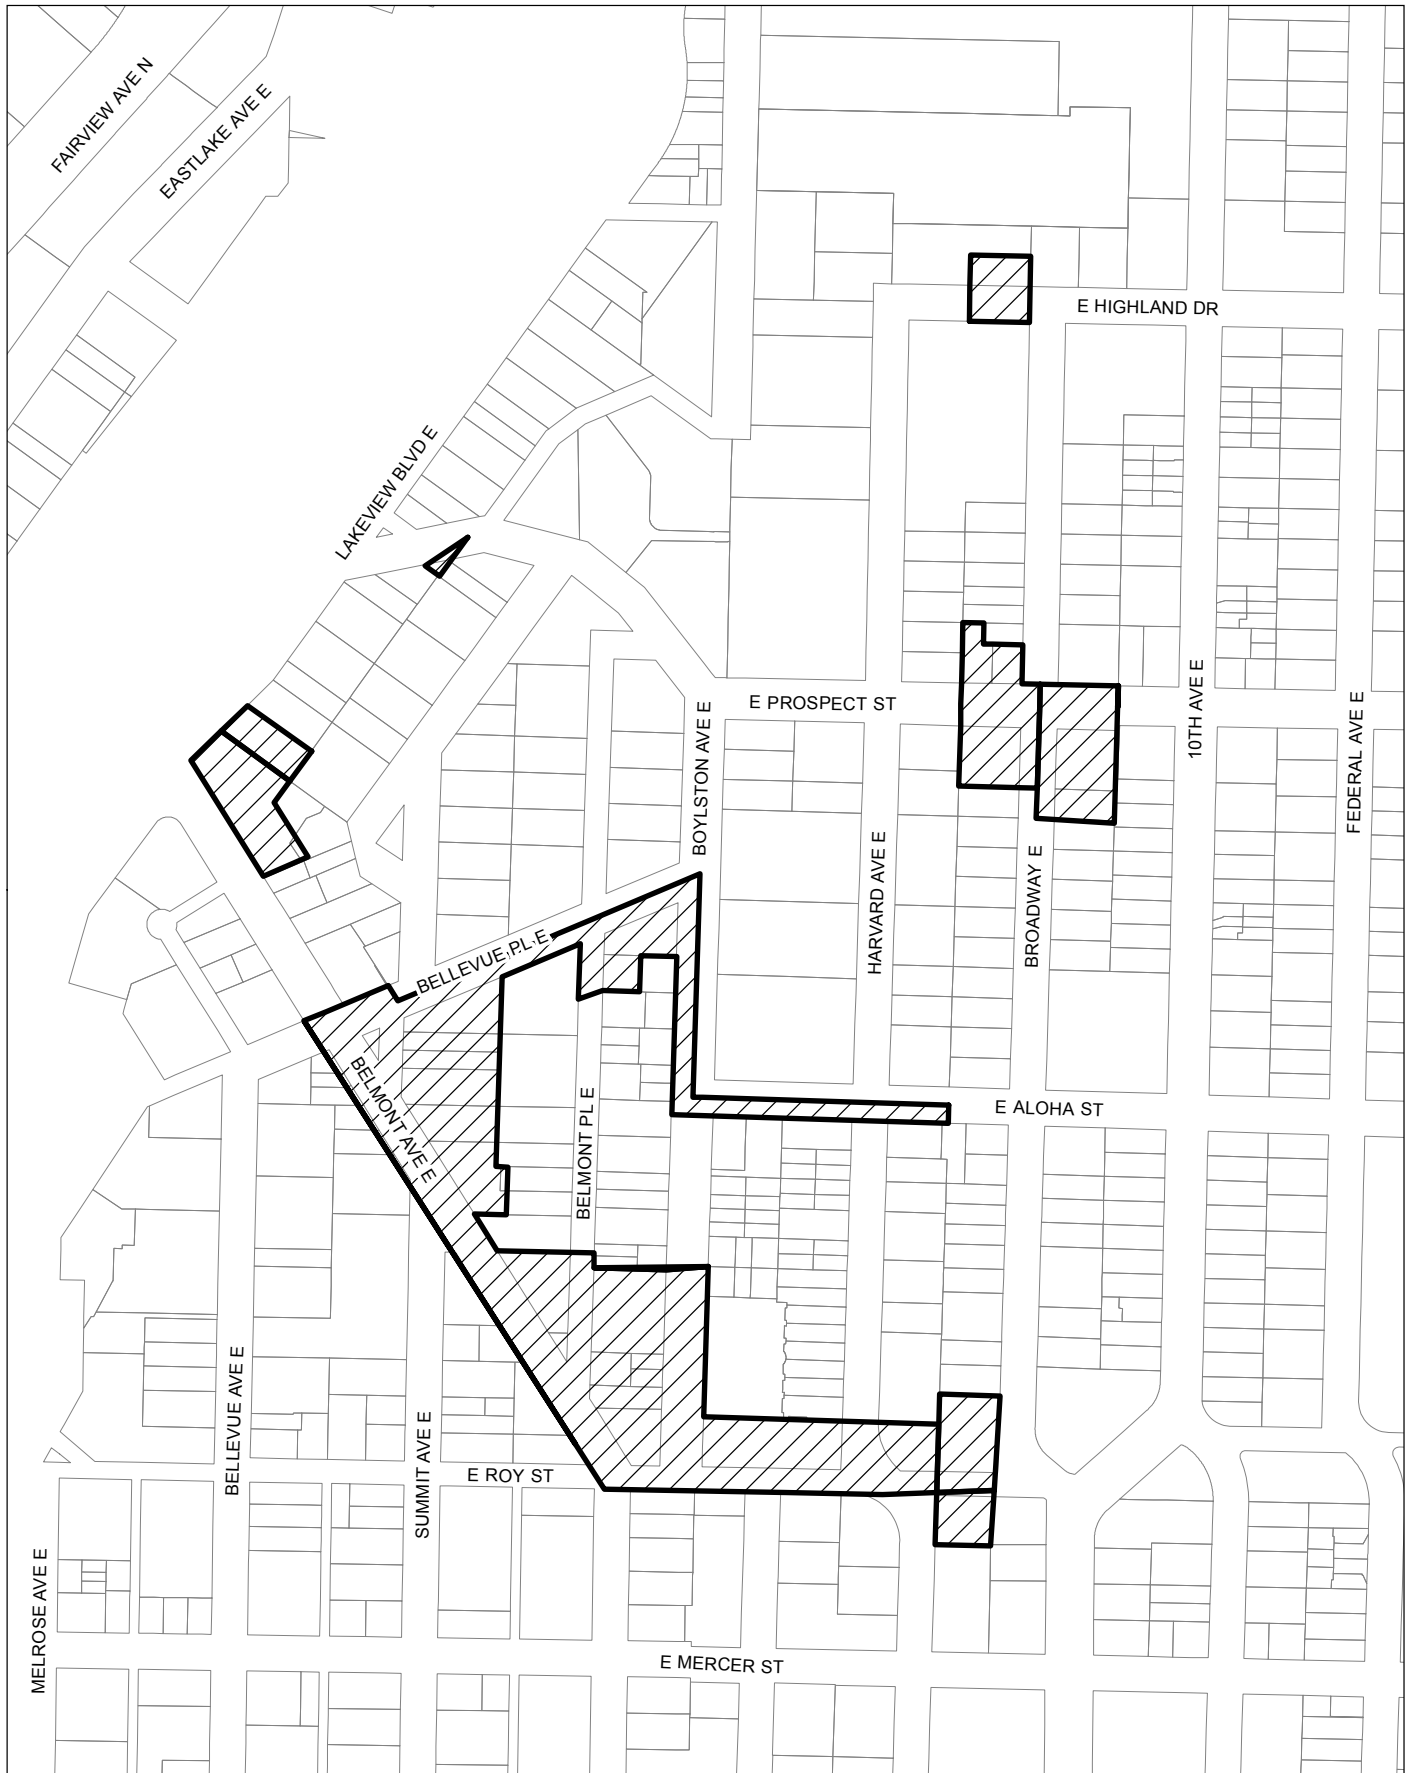 FAIRVIEW AVE N
EASTLAKE AVE E
E HIGHLAND DR
LAKEVIEW BLVD E
E PROSPECT ST
10TH AVE E
FEDERAL AVE E
BOYLSTON AVE E
HARVARD AVE E
BROADWAY E
BELLEVUE PL E
BELMONT AVE E
BELMONT PL E
E ALOHA ST
BELLEVUE AVE E
SUMMIT AVE E
E ROY ST
MELROSE AVE E
E MERCER ST